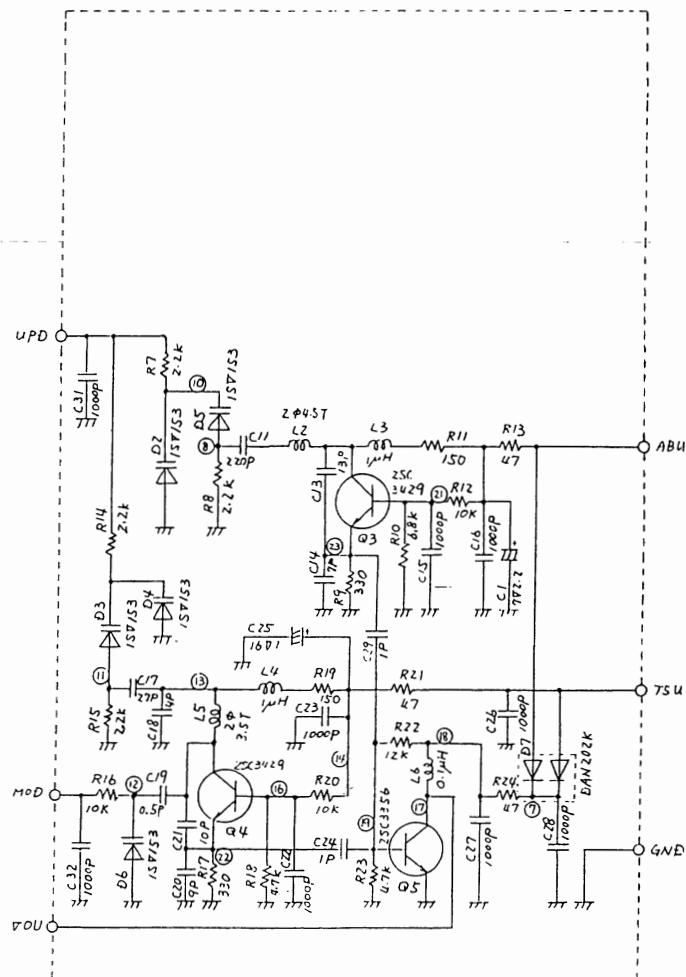 UPD
C31
1000P
R7
2.2K
10
1SV153
D5
D2
1SV153
8
C11
220P
R8
2.2K
R14
2.2K
2φ4.5T
L2
L3
1μH
R11
150
R13
47
ABU
C13
13P
2SC
3429
Q3
21
R12
10K
R10
6.8K
C15
1000P
C16
1000P
C1
7V2.2
23
C14
7P
R9
330
C29
1P
D3
1SV153
D4
1SV153
11
C17
27P
C18
4P
13
C25
16V1
L4
1μH
R19
150
R21
47
TSU
R15
2.2K
L5
2φ
3.5T
C23
1000P
14
R22
12K
18
L6
0.1μH
C26
1000P
D7
DAN202K
MOD
R16
10K
12
C19
0.5P
2SC3429
Q4
16
R20
10K
17
R24
47
7
C28
1000P
C32
1000P
D6
1SV153
C21
10P
C20
9P
22
R17
330
R18
4.7K
C22
1000P
C24
1P
19
2SC3356
R23
4.7K
Q5
C27
1000P
GND
VOU